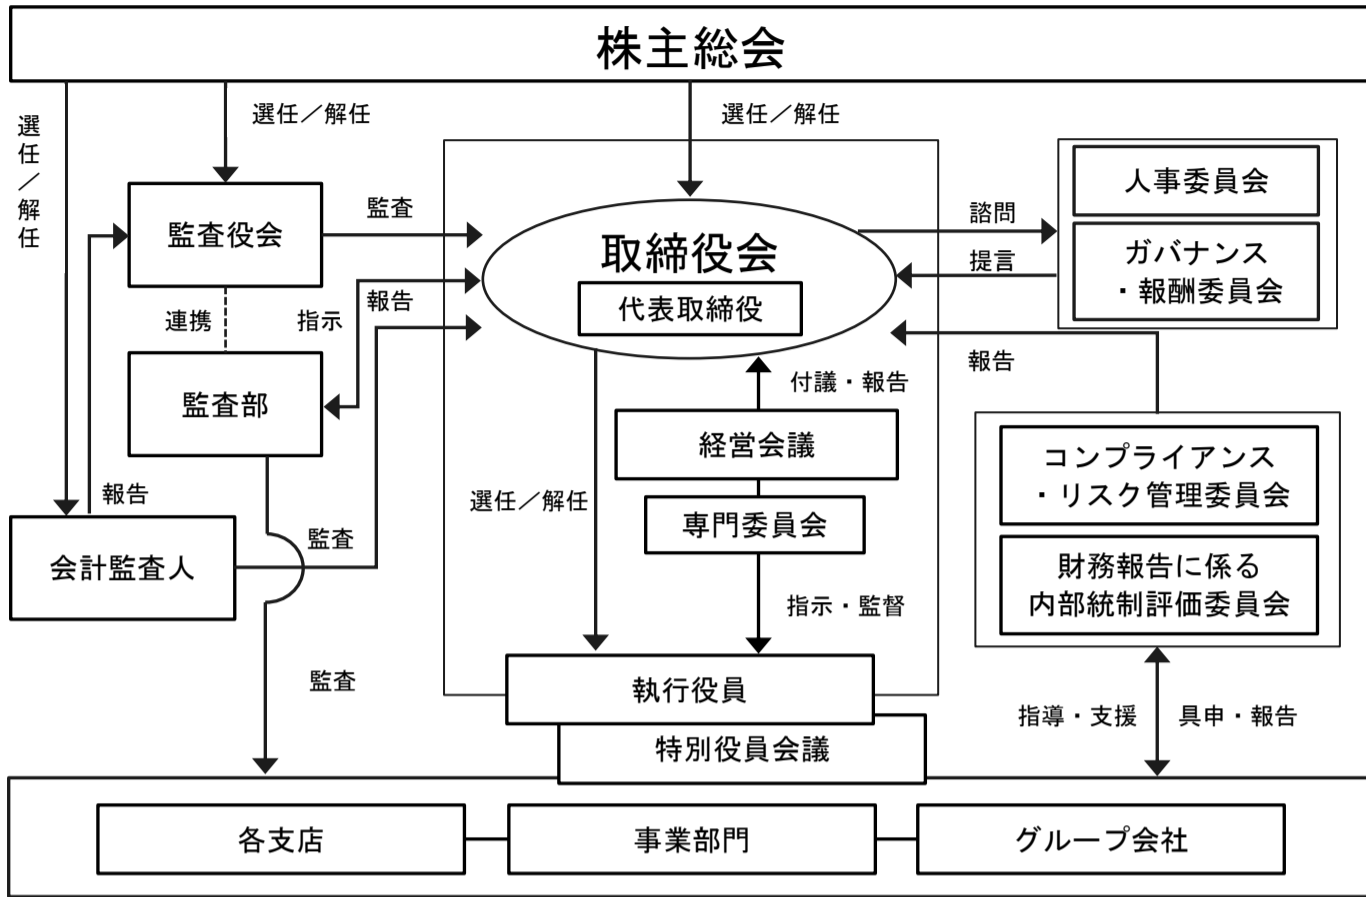 株主総会
選任／解任
選任／解任
選任／解任
監査役会
監査
取締役会
代表取締役
諮問
提言
人事委員会
ガバナンス
・報酬委員会
連携
指示
報告
監査部
報告
付議・報告
経営会議
専門委員会
選任／解任
報告
会計監査人
監査
コンプライアンス
・リスク管理委員会
財務報告に係る
内部統制評価委員会
指示・監督
監査
執行役員
特別役員会議
指導・支援
具申・報告
各支店
事業部門
グループ会社